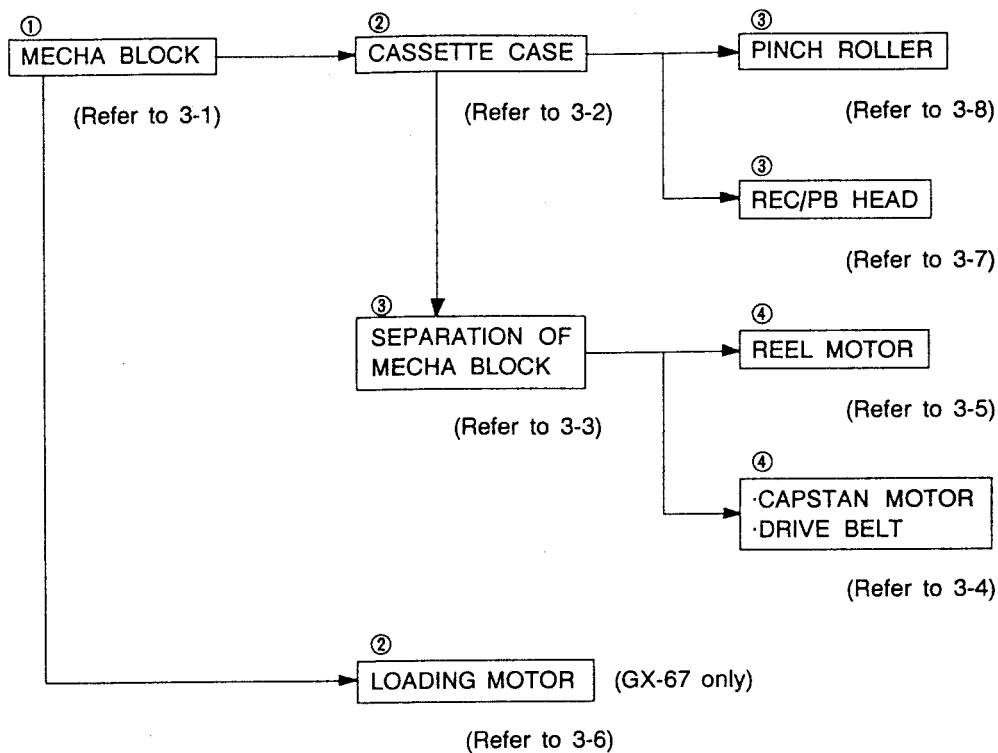 ①
MECHA BLOCK
(Refer to 3-1)
②
CASSETTE CASE
(Refer to 3-2)
③
PINCH ROLLER
(Refer to 3-8)
③
REC/PB HEAD
(Refer to 3-7)
③
SEPARATION OF
MECHA BLOCK
(Refer to 3-3)
④
REEL MOTOR
(Refer to 3-5)
④
·CAPSTAN MOTOR
·DRIVE BELT
(Refer to 3-4)
②
LOADING MOTOR (GX-67 only)
(Refer to 3-6)